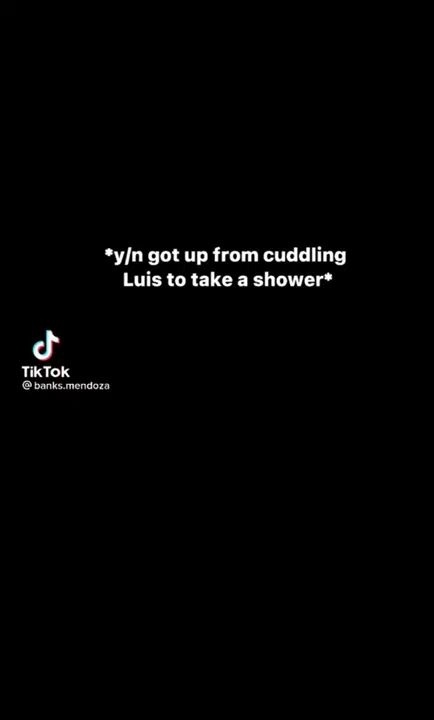 *y/n got up from cuddling
Luis to take a shower*
TikTok
@banks.mendoza